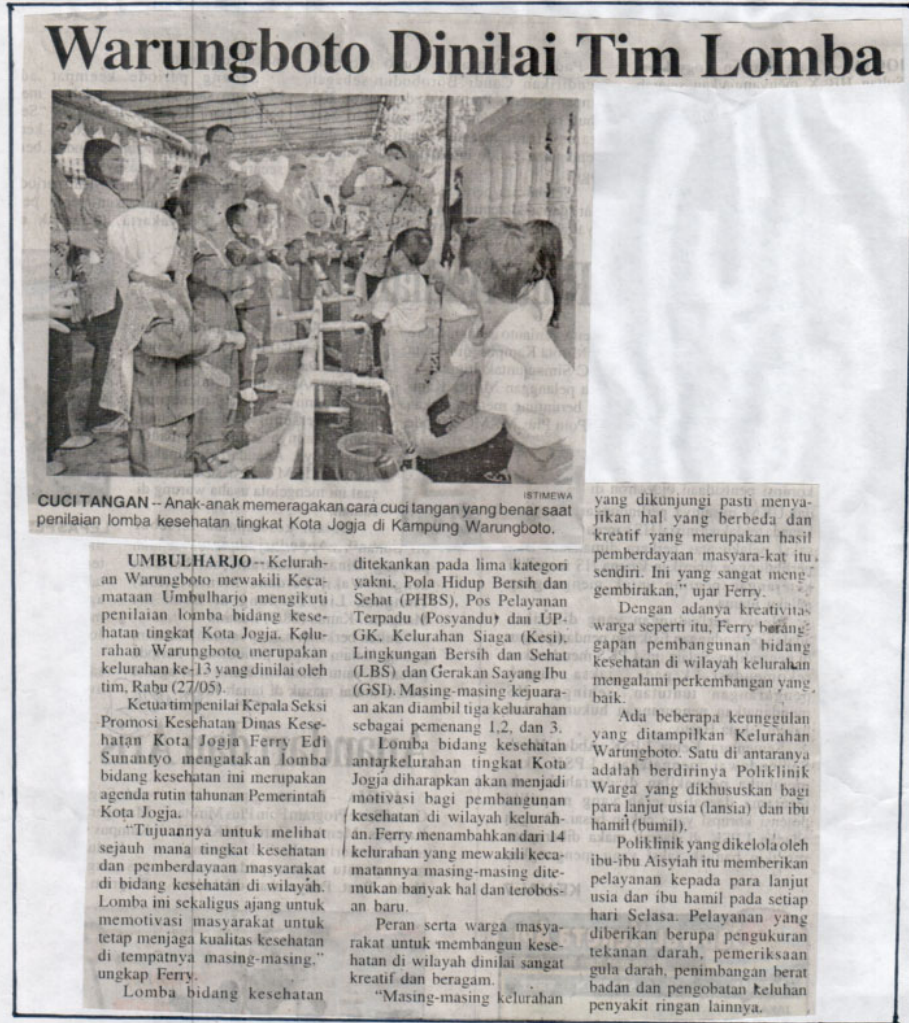 Warungboto Dinilai Tim Lomba
ISTIMEWA
CUCI TANGAN -- Anak-anak memeragakan cara cuci tangan yang benar saat
penilaian lomba kesehatan tingkat Kota Jogja di Kampung Warungboto.
UMBULHARJO -- Kelurah-
an Warungboto mewakili Keca-
mataan Umbulharjo mengikuti
penilaian lomba bidang kese-
hatan tingkat Kota Jogja. Kelu-
rahan Warungboto merupakan
kelurahan ke-13 yang dinilai oleh
tim, Rabu (27/05).
Ketua tim penilai Kepala Seksi
Promosi Kesehatan Dinas Kese-
hatan Kota Jogja Ferry Edi
Sunantyo mengatakan lomba
bidang kesehatan ini merupakan
agenda rutin tahunan Pemerintah
Kota Jogja.
"Tujuannya untuk melihat
sejauh mana tingkat kesehatan
dan pemberdayaan masyarakat
di bidang kesehatan di wilayah.
Lomba ini sekaligus ajang untuk
memotivasi masyarakat untuk
tetap menjaga kualitas kesehatan
di tempatnya masing-masing,"
ungkap Ferry.
Lomba bidang kesehatan
ditekankan pada lima kategori
yakni, Pola Hidup Bersih dan
Sehat (PHBS), Pos Pelayanan
Terpadu (Posyandu) dan UP-
GK, Kelurahan Siaga (Kesi),
Lingkungan Bersih dan Sehat
(LBS) dan Gerakan Sayang Ibu
(GSI). Masing-masing kejuara-
an akan diambil tiga keluarahan
sebagai pemenang 1,2, dan 3.
Lomba bidang kesehatan
antarkelurahan tingkat Kota
Jogja diharapkan akan menjadi
motivasi bagi pembangunan
kesehatan di wilayah kelurah-
an. Ferry menambahkan dari 14
kelurahan yang mewakili keca-
matannya masing-masing dite-
mukan banyak hal dan terobos-
an baru.
Peran serta warga masya-
rakat untuk membangun kese-
hatan di wilayah dinilai sangat
kreatif dan beragam.
"Masing-masing kelurahan
yang dikunjungi pasti menya-
jikan hal yang berbeda dan
kreatif yang merupakan hasil
pemberdayaan masyara-kat itu
sendiri. Ini yang sangat meng-
gembirakan," ujar Ferry.
Dengan adanya kreativitas
warga seperti itu, Ferry berang-
gapan pembangunan bidang
kesehatan di wilayah kelurahan
mengalami perkembangan yang
baik.
Ada beberapa keunggulan
yang ditampilkan Kelurahan
Warungboto. Satu di antaranya
adalah berdirinya Poliklinik
Warga yang dikhususkan bagi
para lanjut usia (lansia) dan ibu
hamil (bumil).
Poliklinik yang dikelola oleh
ibu-ibu Aisyiah itu memberikan
pelayanan kepada para lanjut
usia dan ibu hamil pada setiap
hari Selasa. Pelayanan yang
diberikan berupa pengukuran
tekanan darah, pemeriksaan
gula darah, penimbangan berat
badan dan pengobatan keluhan
penyakit ringan lainnya.